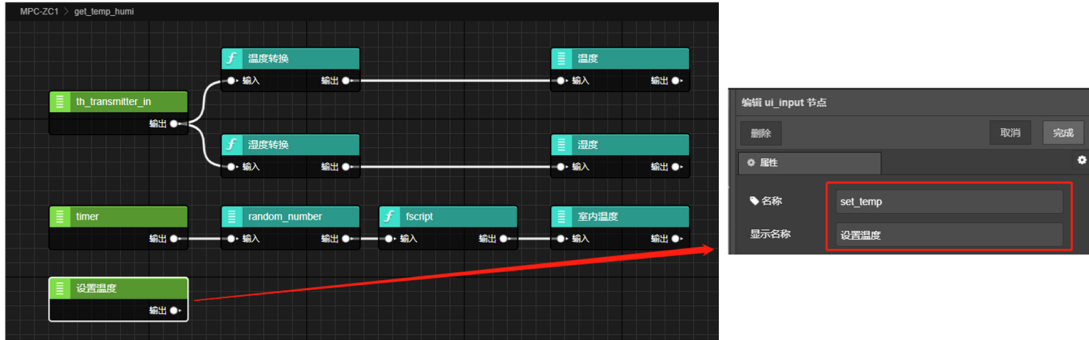 MPC-ZC1 > get_temp_humi
温度转换
输入 输出
温度
输入 输出
th_transmitter_in
输出
湿度转换
输入 输出
湿度
输入 输出
timer
输出
random_number
输入 输出
fscript
输入 输出
室内温度
输入 输出
设置温度
输出
编辑 ui_input 节点
删除 取消 完成
属性
名称 set_temp
显示名称 设置温度